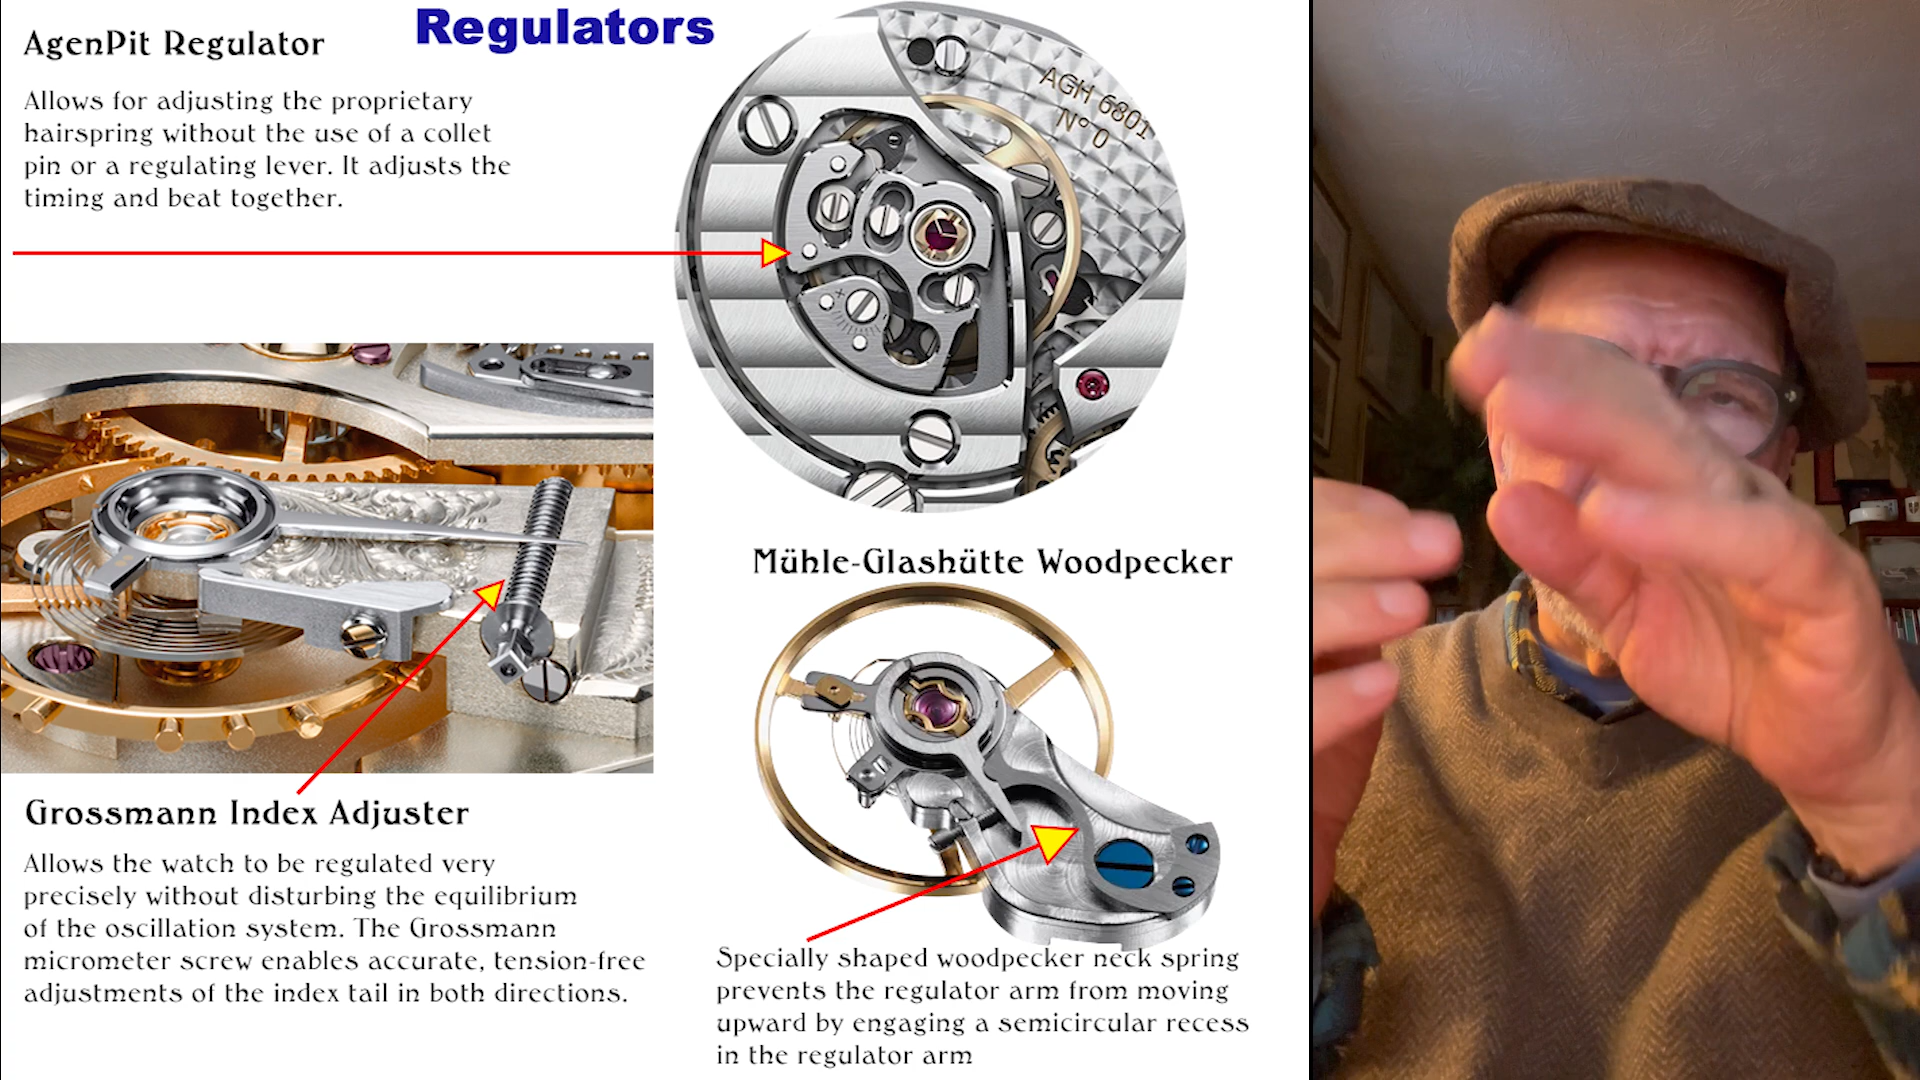 Regulators
AgenPit Regulator
Allows for adjusting the proprietary
hairspring without the use of a collet
pin or a regulating lever. It adjusts the
timing and beat together.
AGH 6801
N° 0
Grossmann Index Adjuster
Allows the watch to be regulated very
precisely without disturbing the equilibrium
of the oscillation system. The Grossmann
micrometer screw enables accurate, tension-free
adjustments of the index tail in both directions.
Mühle-Glashütte Woodpecker
Specially shaped woodpecker neck spring
prevents the regulator arm from moving
upward by engaging a semicircular recess
in the regulator arm